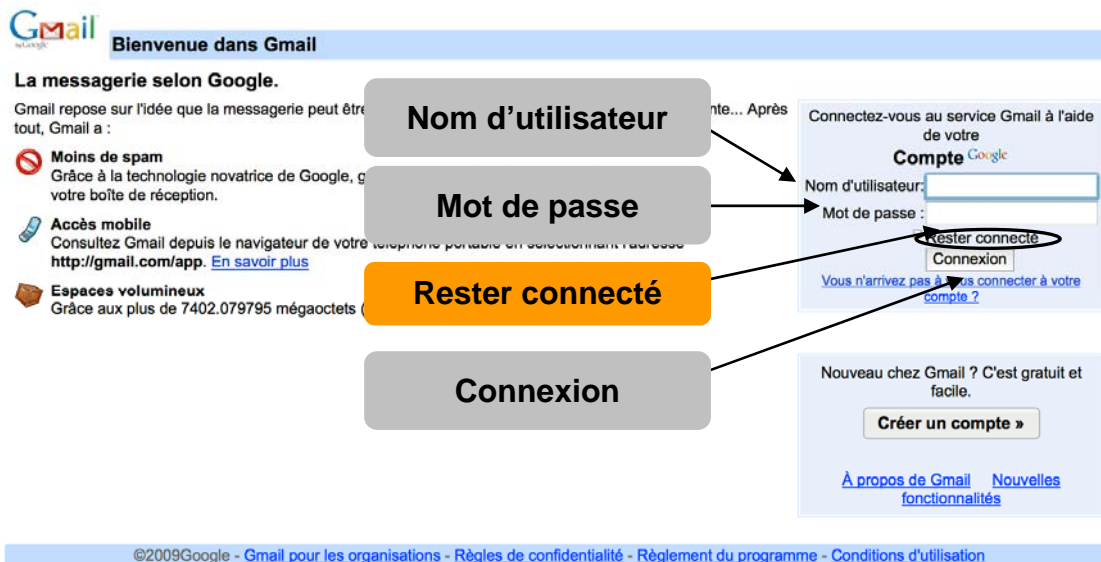 Gmail
by Google
Bienvenue dans Gmail
La messagerie selon Google.
Gmail repose sur l'idée que la messagerie peut être
nte... Après
tout, Gmail a :
Moins de spam
Grâce à la technologie novatrice de Google, g
votre boîte de réception.
Accès mobile
Consultez Gmail depuis le navigateur de votre téléphone portable en sélectionnant l'adresse
http://gmail.com/app. En savoir plus
Espaces volumineux
Grâce aux plus de 7402.079795 mégaoctets (
Nom d'utilisateur
Mot de passe
Rester connecté
Connexion
Connectez-vous au service Gmail à l'aide
de votre
Compte Google
Nom d'utilisateur:
Mot de passe :
Rester connecté
Connexion
Vous n'arrivez pas à vous connecter à votre
compte ?
Nouveau chez Gmail ? C'est gratuit et
facile.
Créer un compte »
À propos de Gmail Nouvelles
fonctionnalités
©2009Google - Gmail pour les organisations - Règles de confidentialité - Règlement du programme - Conditions d'utilisation